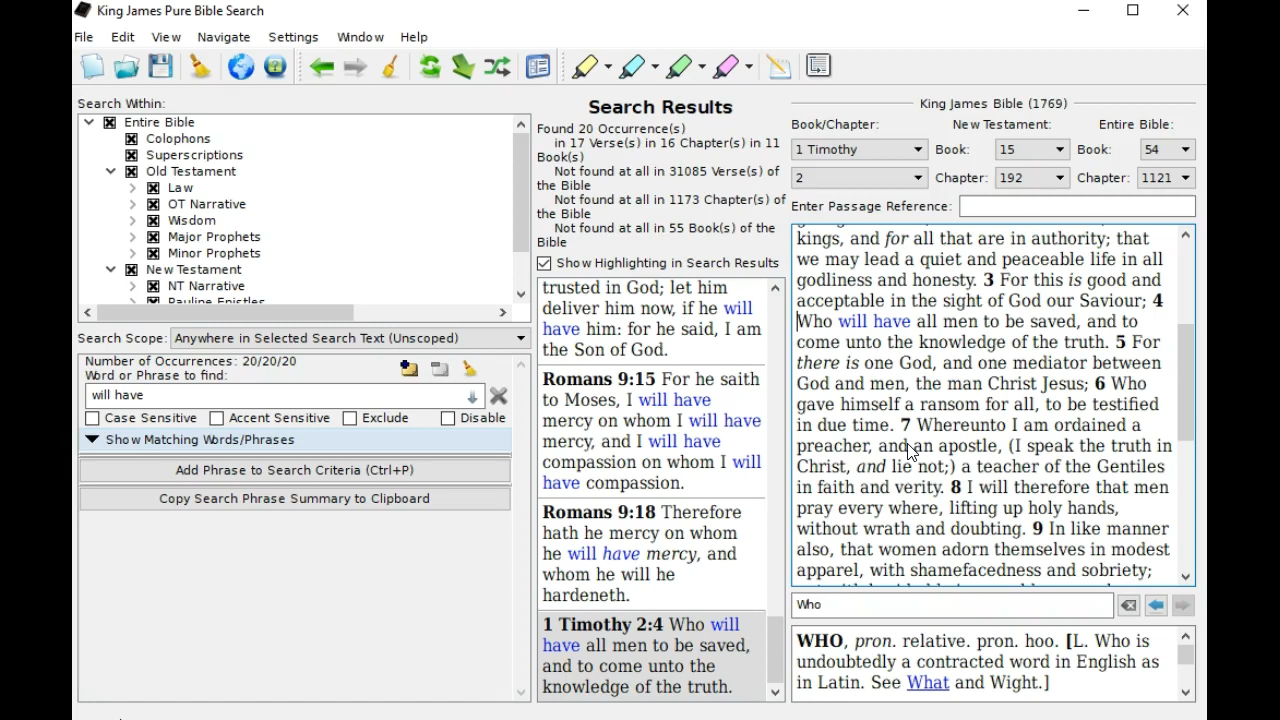 King James Pure Bible Search
File Edit View Navigate Settings Window Help
Search Within:
Entire Bible
Colophons
Superscriptions
Old Testament
Law
OT Narrative
Wisdom
Major Prophets
Minor Prophets
New Testament
NT Narrative
Pauline Epistles
Search Scope: Anywhere in Selected Search Text (Unscoped)
Number of Occurrences: 20/20/20
Word or Phrase to find:
will have
Case Sensitive Accent Sensitive Exclude Disable
Show Matching Words/Phrases
Add Phrase to Search Criteria (Ctrl+P)
Copy Search Phrase Summary to Clipboard
Search Results
Found 20 Occurrence(s)
in 17 Verse(s) in 16 Chapter(s) in 11
Book(s)
Not found at all in 31085 Verse(s) of
the Bible
Not found at all in 1173 Chapter(s) of
the Bible
Not found at all in 55 Book(s) of the
Bible
Show Highlighting in Search Results
trusted in God; let him
deliver him now, if he will
have him: for he said, I am
the Son of God.
Romans 9:15 For he saith
to Moses, I will have
mercy on whom I will have
mercy, and I will have
compassion on whom I will
have compassion.
Romans 9:18 Therefore
hath he mercy on whom
he will have mercy, and
whom he will he
hardeneth.
1 Timothy 2:4 Who will
have all men to be saved,
and to come unto the
knowledge of the truth.
King James Bible (1769)
Book/Chapter: New Testament: Entire Bible:
1 Timothy Book: 15 Book: 54
2 Chapter: 192 Chapter: 1121
Enter Passage Reference:
kings, and for all that are in authority; that
we may lead a quiet and peaceable life in all
godliness and honesty. 3 For this is good and
acceptable in the sight of God our Saviour; 4
Who will have all men to be saved, and to
come unto the knowledge of the truth. 5 For
there is one God, and one mediator between
God and men, the man Christ Jesus; 6 Who
gave himself a ransom for all, to be testified
in due time. 7 Whereunto I am ordained a
preacher, and an apostle, (I speak the truth in
Christ, and lie not;) a teacher of the Gentiles
in faith and verity. 8 I will therefore that men
pray every where, lifting up holy hands,
without wrath and doubting. 9 In like manner
also, that women adorn themselves in modest
apparel, with shamefacedness and sobriety;
Who
WHO, pron. relative. pron. hoo. [L. Who is
undoubtedly a contracted word in English as
in Latin. See What and Wight.]